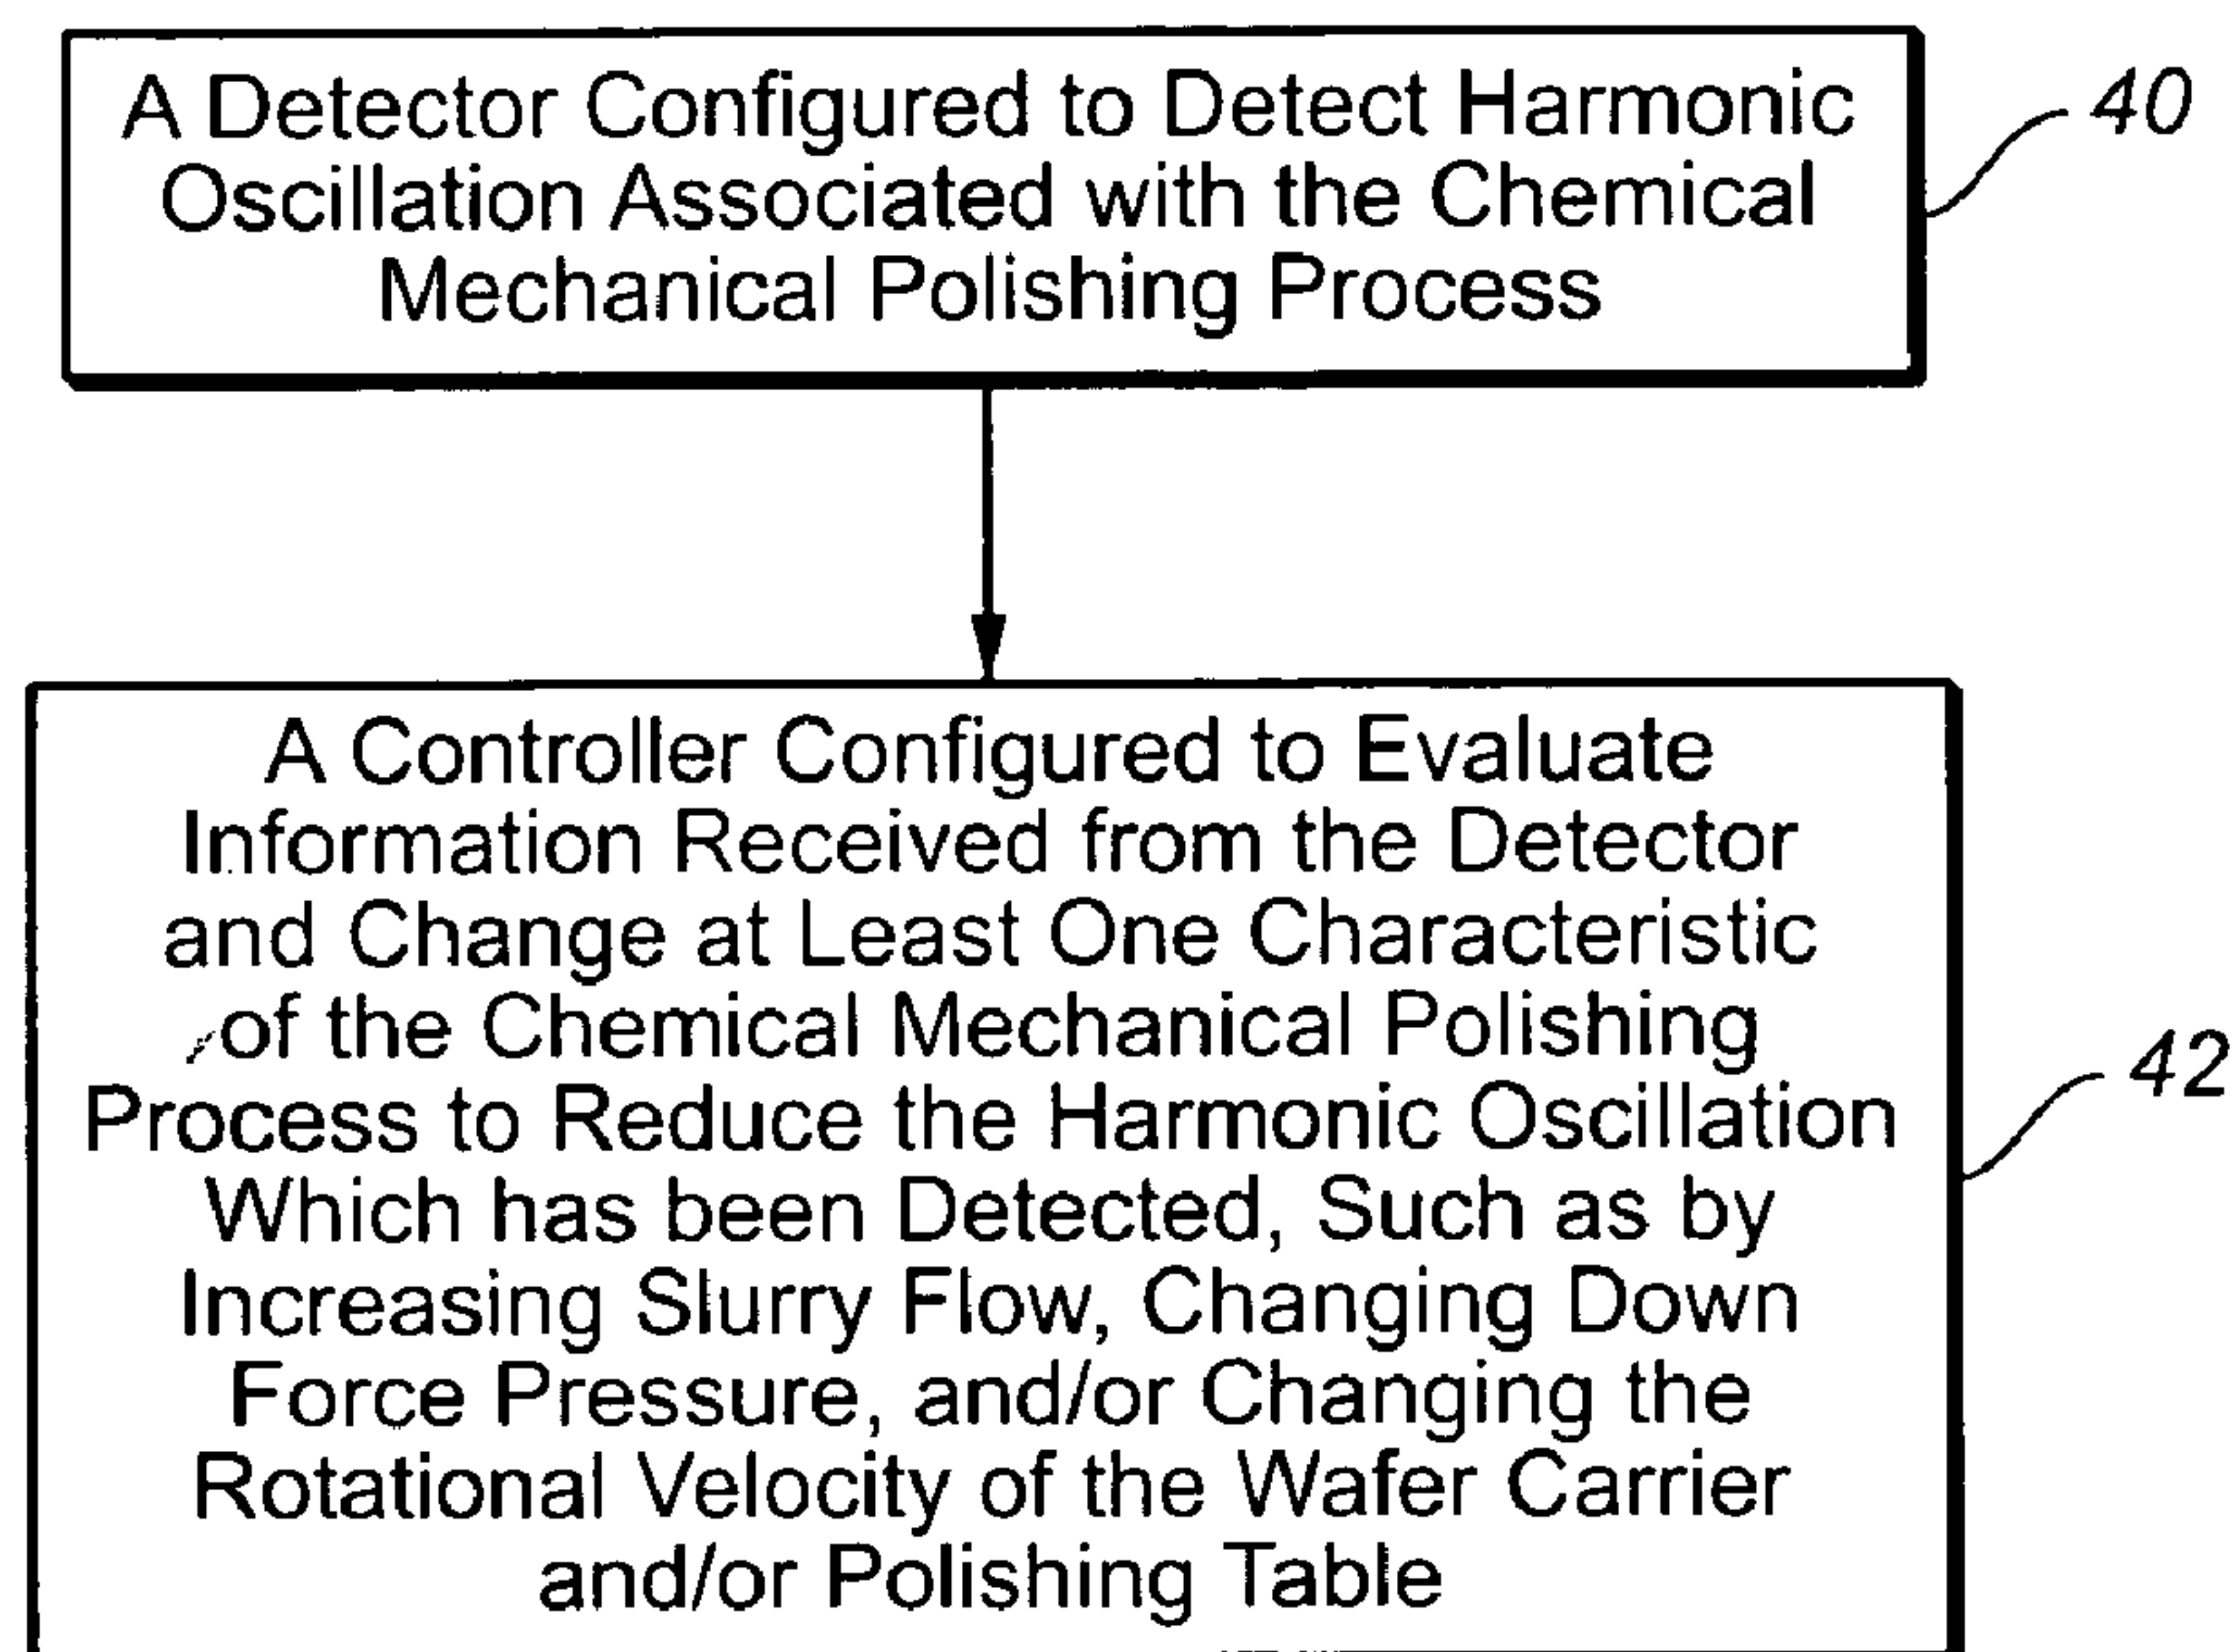 A Detector Configured to Detect Harmonic
Oscillation Associated with the Chemical
Mechanical Polishing Process
40
A Controller Configured to Evaluate
Information Received from the Detector
and Change at Least One Characteristic
of the Chemical Mechanical Polishing
Process to Reduce the Harmonic Oscillation
Which has been Detected, Such as by
Increasing Slurry Flow, Changing Down
Force Pressure, and/or Changing the
Rotational Velocity of the Wafer Carrier
and/or Polishing Table
42